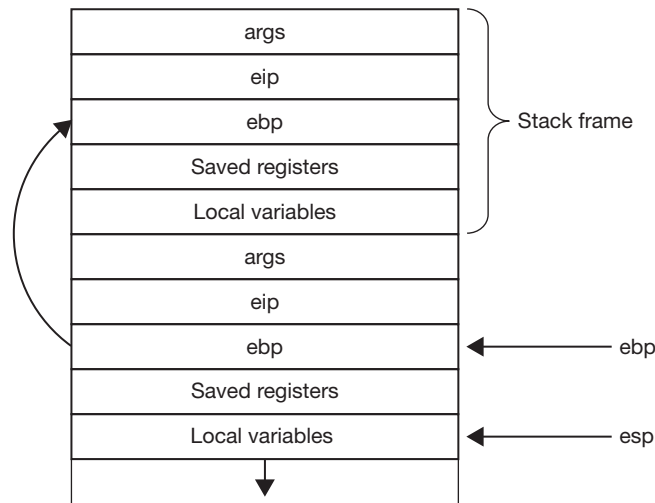 args
eip
ebp
Saved registers
Local variables
Stack frame
args
eip
ebp
ebp
Saved registers
Local variables
esp